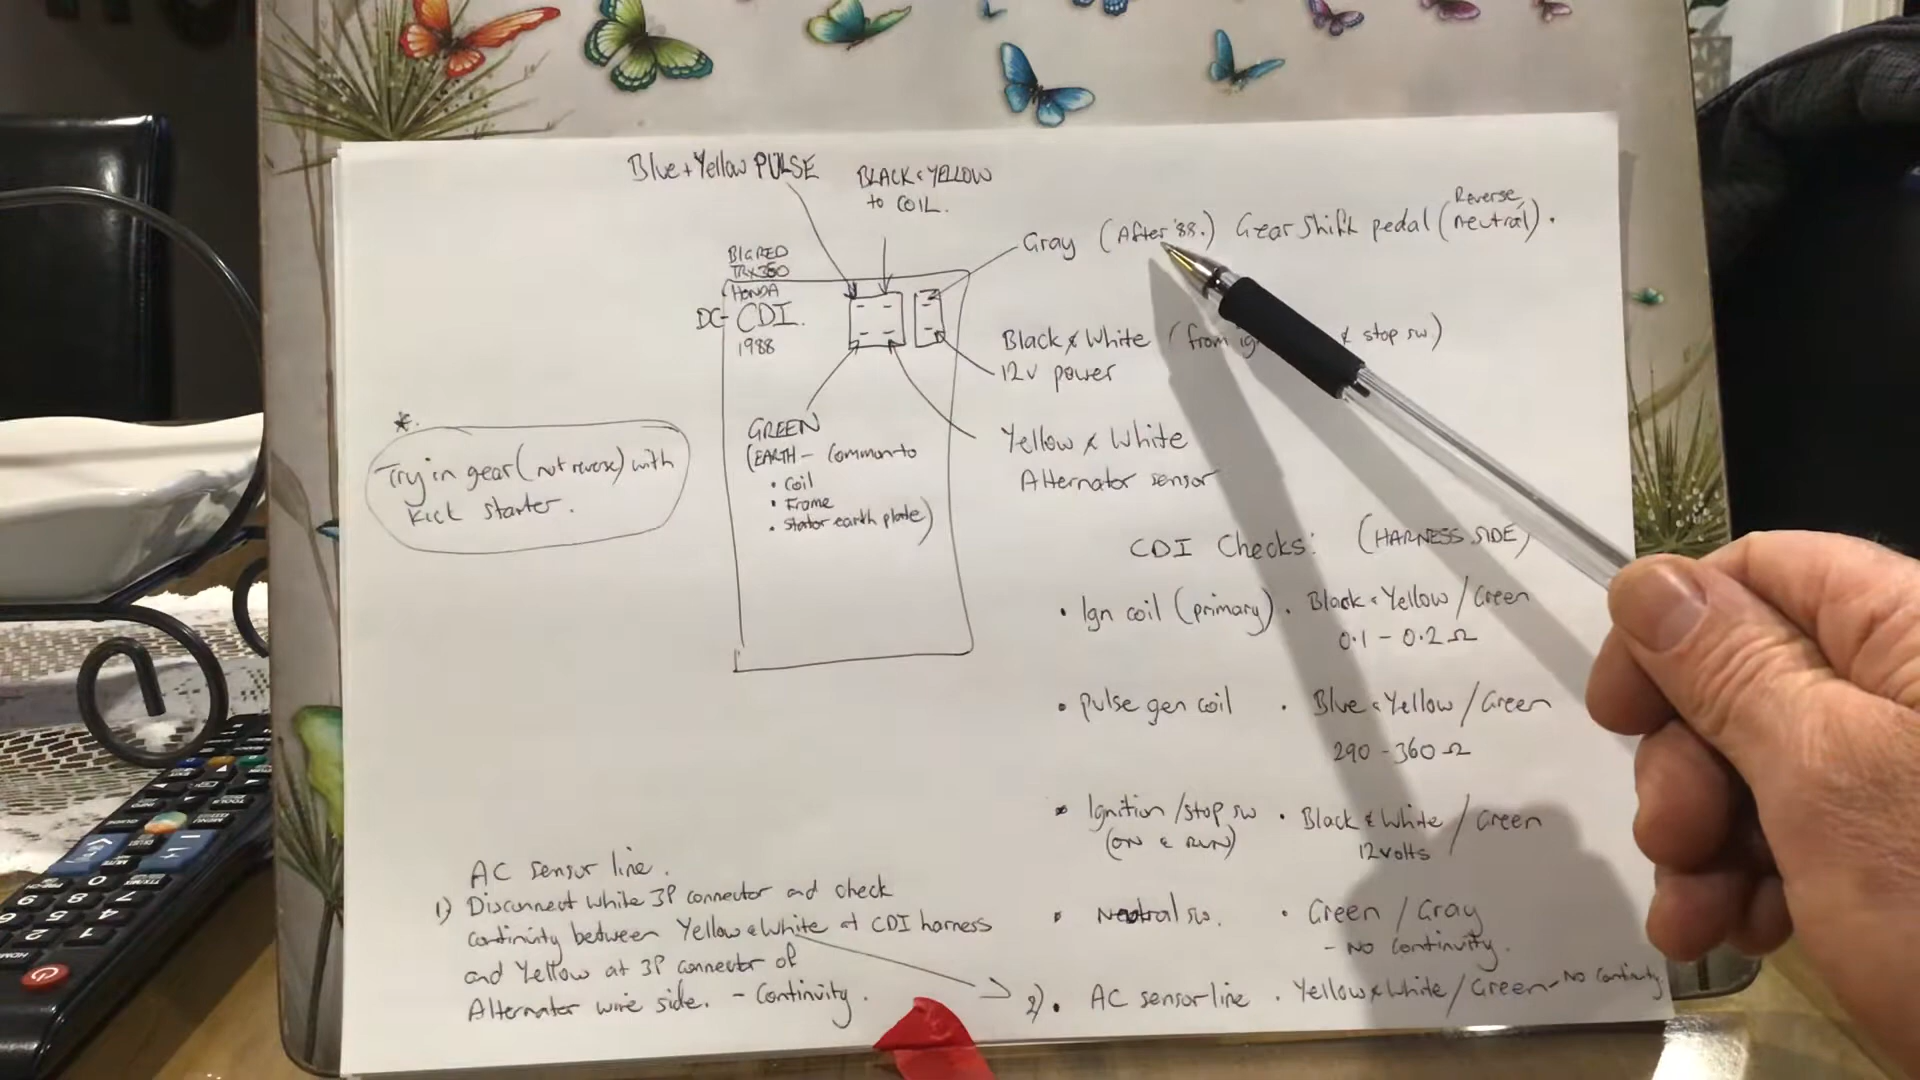 Blue & Yellow PULSE
BLACK & YELLOW
to COIL.
Reverse
Gray (After '88.) Gear Shift pedal (neutral).
BIG RED
TRX350
HONDA
DC- CDI.
1988
Black & White (from & stop sw)
12v power
GREEN
(EARTH - Common to
• Coil
• Frame
• Stator earth plate)
Yellow & White
Alternator sensor
*.
Try in gear (not reverse) with
kick starter.
CDI Checks: (HARNESS SIDE)
• Ign coil (primary). Black & Yellow / Green
0.1 - 0.2 Ω
• Pulse gen coil • Blue & Yellow / Green
290 - 360 Ω
• Ignition / stop sw • Black & White / Green
(ON & RUN) 12volts
• Neutral sw. • Green / Gray
- No continuity.
2) • AC sensor line . Yellow & White / Green - No Continuity
AC sensor line.
1) Disconnect white 3P connector and check
continuity between Yellow & White at CDI harness
and Yellow at 3P connector of
Alternator wire side. - Continuity.